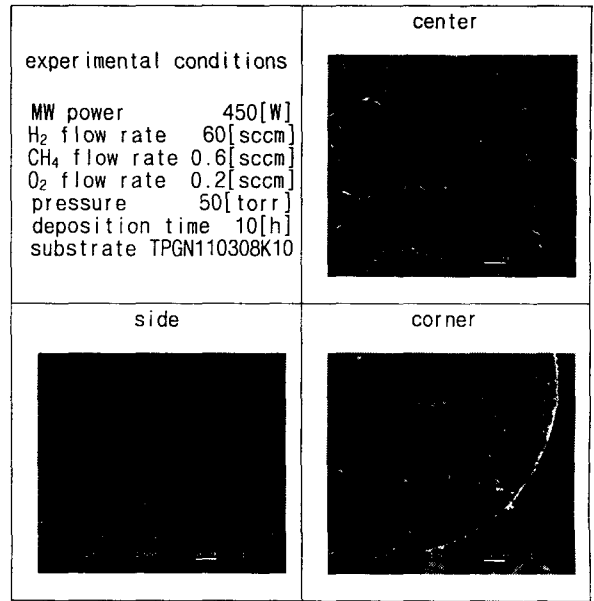 experimental conditions
MW power 450[W]
H₂ flow rate 60[sccm]
CH₄ flow rate 0.6[sccm]
O₂ flow rate 0.2[sccm]
pressure 50[torr]
deposition time 10[h]
substrate TPGN110308K10
center
side
corner